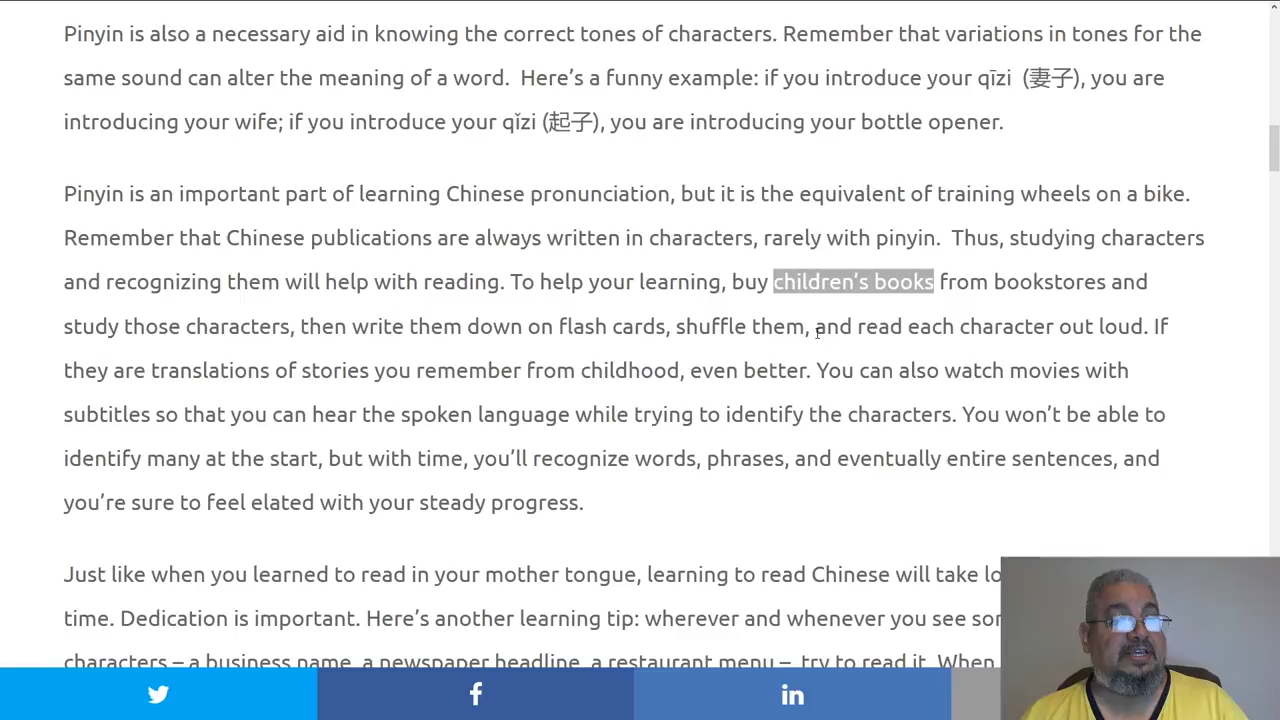 Pinyin is also a necessary aid in knowing the correct tones of characters. Remember that variations in tones for the
same sound can alter the meaning of a word.  Here’s a funny example: if you introduce your qīzi  (妻子), you are
introducing your wife; if you introduce your qǐzi (起子), you are introducing your bottle opener.
Pinyin is an important part of learning Chinese pronunciation, but it is the equivalent of training wheels on a bike.
Remember that Chinese publications are always written in characters, rarely with pinyin.  Thus, studying characters
and recognizing them will help with reading. To help your learning, buy children’s books from bookstores and
study those characters, then write them down on flash cards, shuffle them, and read each character out loud. If
they are translations of stories you remember from childhood, even better. You can also watch movies with
subtitles so that you can hear the spoken language while trying to identify the characters. You won’t be able to
identify many at the start, but with time, you’ll recognize words, phrases, and eventually entire sentences, and
you’re sure to feel elated with your steady progress.
Just like when you learned to read in your mother tongue, learning to read Chinese will take
time. Dedication is important. Here’s another learning tip: wherever and whenever you see
characters – a business name, a newspaper headline, a restaurant menu –  try to read it. When